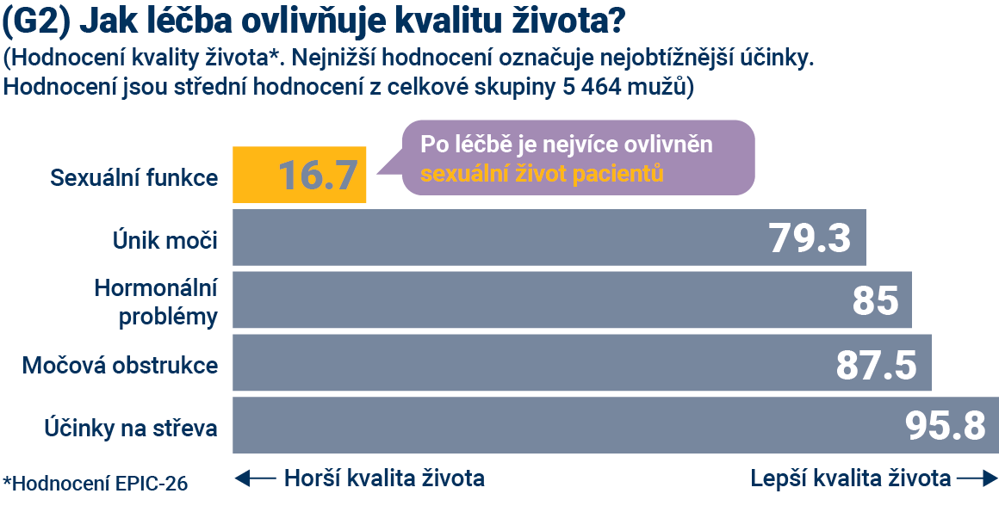 (G2) Jak léčba ovlivňuje kvalitu života?
(Hodnocení kvality života*. Nejnižší hodnocení označuje nejobtížnější účinky.
Hodnocení jsou střední hodnocení z celkové skupiny 5 464 mužů)
Po léčbě je nejvíce ovlivněn
sexuální život pacientů
Sexuální funkce 16.7
Únik moči 79.3
Hormonální
problémy 85
Močová obstrukce 87.5
Účinky na střeva 95.8
*Hodnocení EPIC-26
Horší kvalita života
Lepší kvalita života